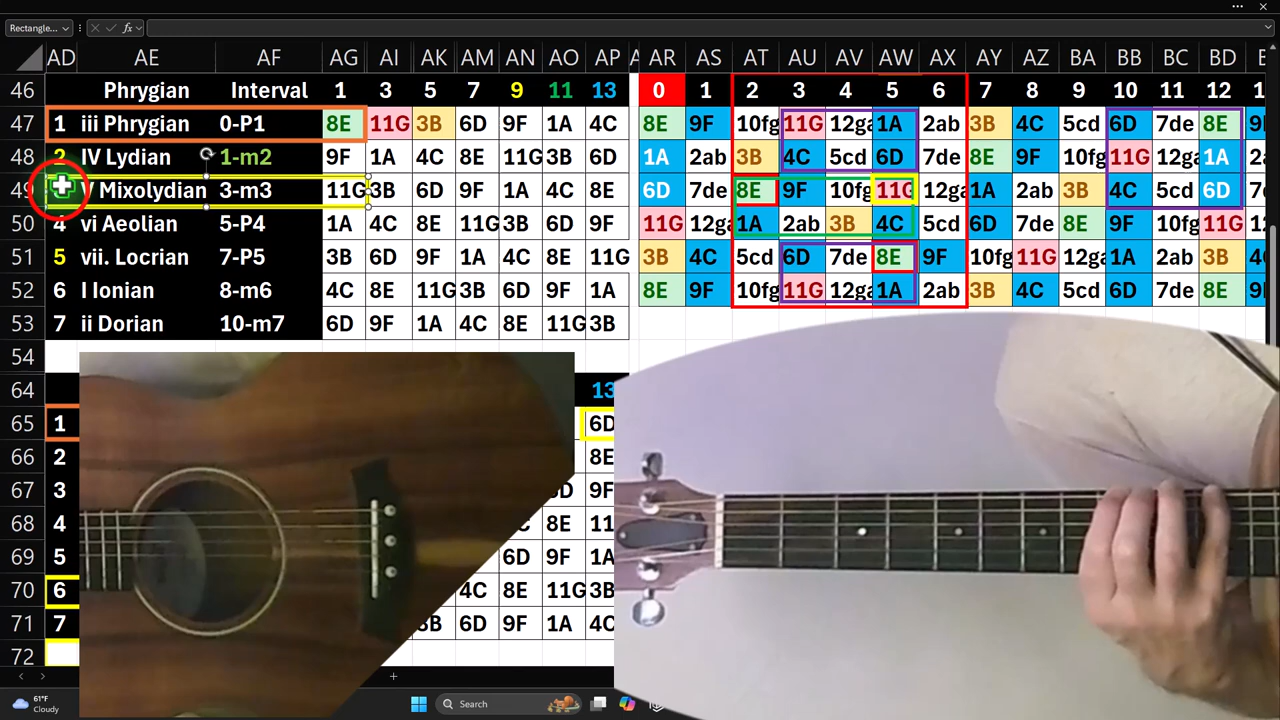 Rectangle...
fx
AD AE AF AG AI AK AM AN AO AP AR AS AT AU AV AW AX AY AZ BA BB BC BD
46 Phrygian Interval 1 3 5 7 9 11 13 0 1 2 3 4 5 6 7 8 9 10 11 12
47 1 iii Phrygian 0-P1 8E 11G 3B 6D 9F 1A 4C 8E 9F 10fg 11G 12ga 1A 2ab 3B 4C 5cd 6D 7de 8E
48 2 IV Lydian 1-m2 9F 1A 4C 8E 11G 3B 6D 1A 2ab 3B 4C 5cd 6D 7de 8E 9F 10fg 11G 12ga 1A
49 V Mixolydian 3-m3 11G 3B 6D 9F 1A 4C 8E 6D 7de 8E 9F 10fg 11G 12ga 1A 2ab 3B 4C 5cd 6D
50 4 vi Aeolian 5-P4 1A 4C 8E 11G 3B 6D 9F 11G 12ga 1A 2ab 3B 4C 5cd 6D 7de 8E 9F 10fg 11G
51 5 vii. Locrian 7-P5 3B 6D 9F 1A 4C 8E 11G 3B 4C 5cd 6D 7de 8E 9F 10fg 11G 12ga 1A 2ab 3B
52 6 I Ionian 8-m6 4C 8E 11G 3B 6D 9F 1A 8E 9F 10fg 11G 12ga 1A 2ab 3B 4C 5cd 6D 7de 8E
53 7 ii Dorian 10-m7 6D 9F 1A 4C 8E 11G 3B
54
64 13
65 1 6D
66 2 8E
67 3 9F
68 4 8E 11
69 5 6D 9F 1A
70 6 4C 8E 11G 3B
71 7 3B 6D 9F 1A 4C
72
61°F
Cloudy
Search